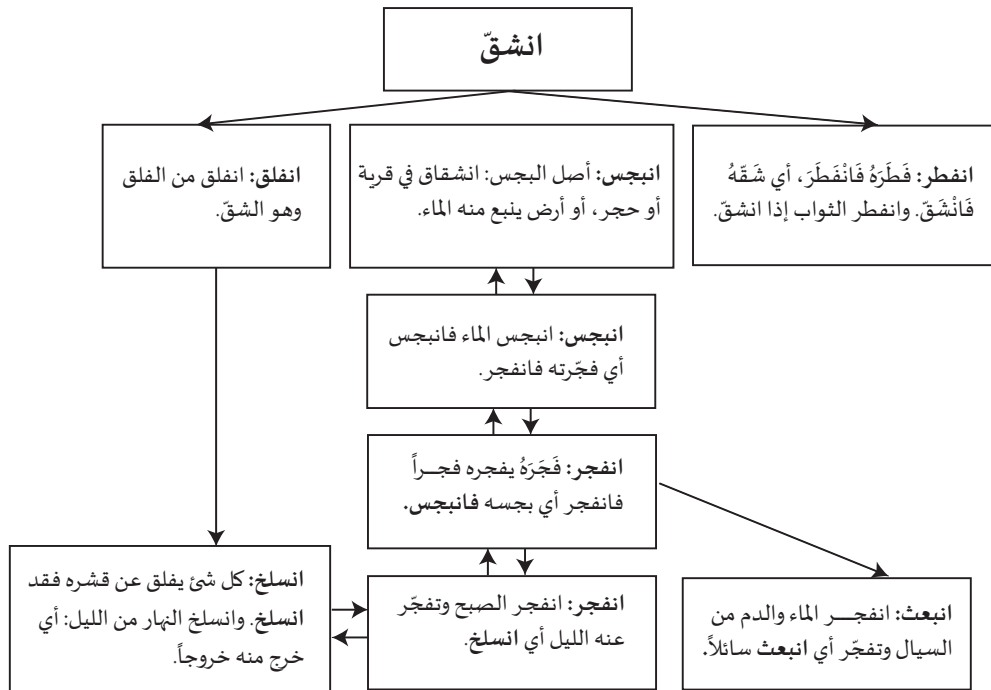 انشقّ
انفطر: فَطَرَهُ فَانْفَطَرَ، أي شَقّهُ
فَانْشَقّ. وانفطر الثواب إذا انشقّ.
انبجس: أصل البجس: انشقاق في قربة
أو حجر، أو أرض ينبع منه الماء.
انفلق: انفلق من الفلق
وهو الشقّ.
انبجس: انبجس الماء فانبجس
أي فجّرته فانفجر.
انفجر: فَجَرَهُ يفجره فجـــراً
فانفجر أي بجسه فانبجس.
انبعث: انفجـــر الماء والدم من
السيال وتفجّر أي انبعث سائلاً.
انفجر: انفجر الصبح وتفجّر
عنه الليل أي انسلخ.
انسلخ: كل شئ يفلق عن قشره فقد
انسلخ. وانسلخ النهار من الليل: أي
خرج منه خروجاً.